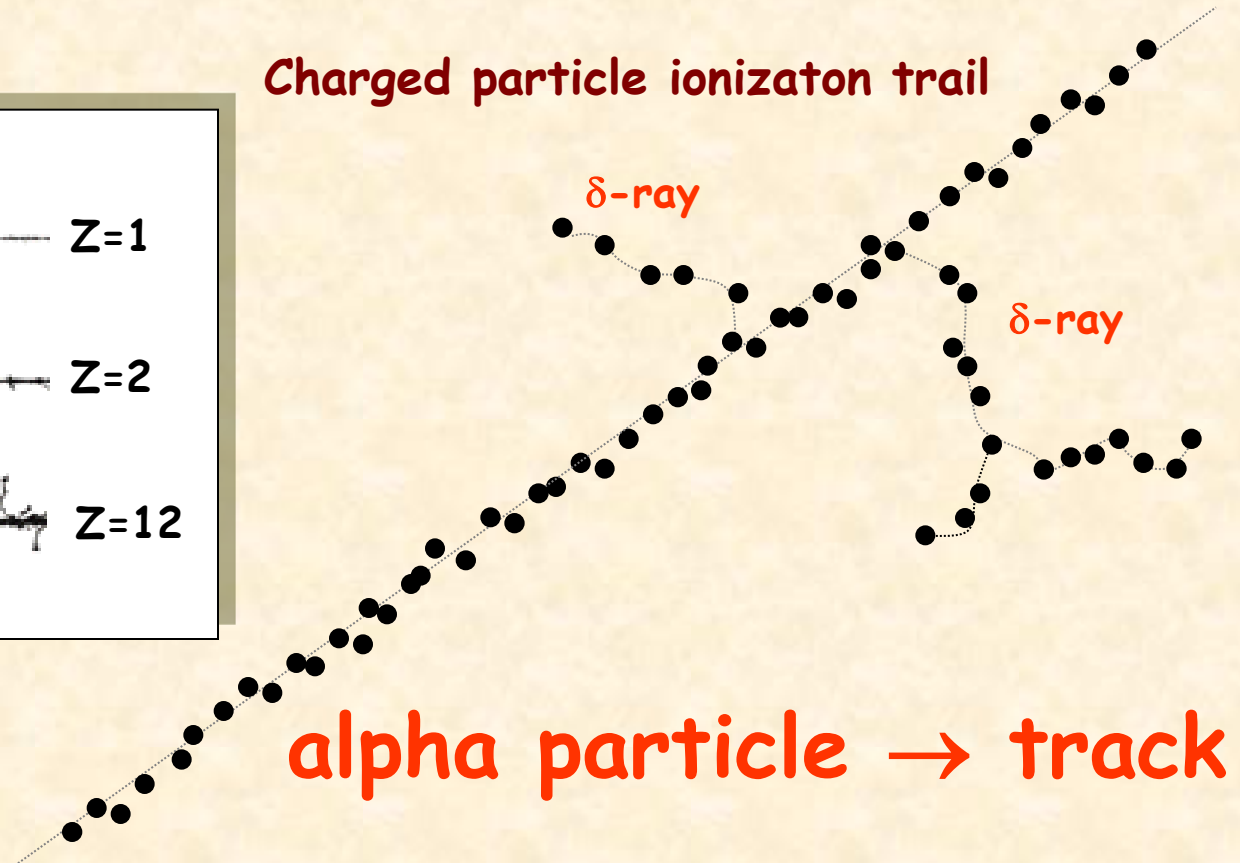 Charged particle ionizaton trail
δ-ray
Z=1
δ-ray
Z=2
Z=12
alpha particle → track